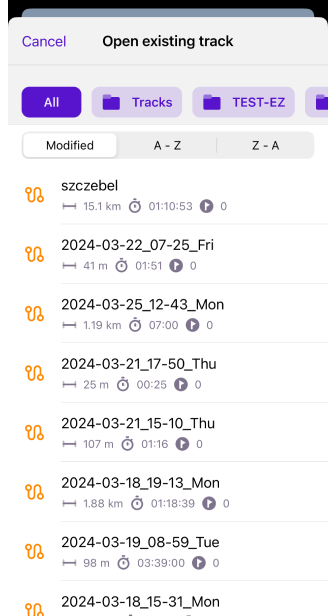 Cancel Open existing track
All Tracks TEST-EZ
Modified A - Z Z - A
szczebel
15.1 km 01:10:53 0
2024-03-22_07-25_Fri
41 m 01:51 0
2024-03-25_12-43_Mon
1.19 km 07:00 0
2024-03-21_17-50_Thu
25 m 00:25 0
2024-03-21_15-10_Thu
107 m 01:16 0
2024-03-18_19-13_Mon
1.88 km 01:18:39 0
2024-03-19_08-59_Tue
98 m 03:39:00 0
2024-03-18_15-31_Mon